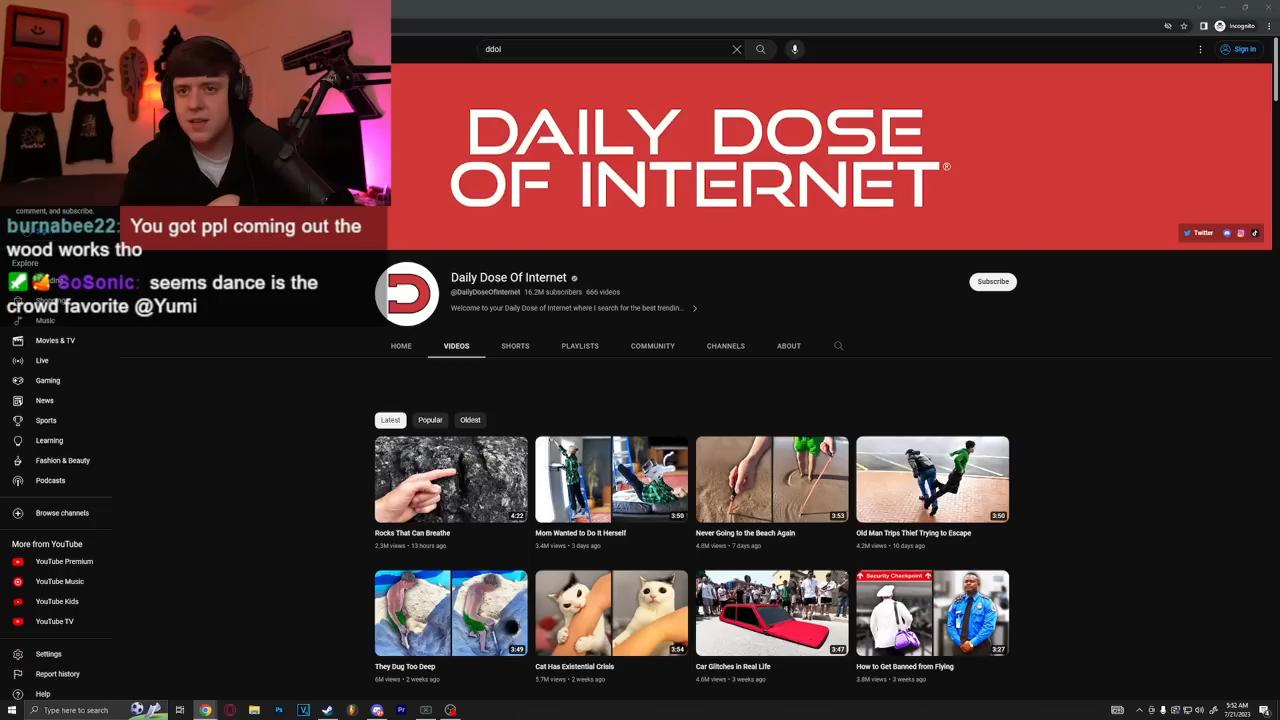 Incognito
ddoi
Sign in
DAILY DOSE
OF INTERNET®
Twitter
comment, and subscribe.
burnabee22: You got ppl coming out the
wood works tho
SoSonic: seems dance is the
crowd favorite @Yumi
Explore
Music
Movies & TV
Live
Gaming
News
Sports
Learning
Fashion & Beauty
Podcasts
Browse channels
More from YouTube
YouTube Premium
YouTube Music
YouTube Kids
YouTube TV
Settings
Report history
Help
Daily Dose Of Internet
@DailyDoseOfInternet 16.2M subscribers 666 videos
Welcome to your Daily Dose of Internet where I search for the best trendin...
Subscribe
HOME VIDEOS SHORTS PLAYLISTS COMMUNITY CHANNELS ABOUT
Latest Popular Oldest
4:22
Rocks That Can Breathe
2.3M views • 13 hours ago
3:50
Mom Wanted to Do It Herself
3.4M views • 3 days ago
3:53
Never Going to the Beach Again
4.8M views • 7 days ago
3:50
Old Man Trips Thief Trying to Escape
4.2M views • 10 days ago
3:49
They Dug Too Deep
6M views • 2 weeks ago
3:54
Cat Has Existential Crisis
5.7M views • 2 weeks ago
3:47
Car Glitches in Real Life
4.6M views • 3 weeks ago
Security Checkpoint
3:27
How to Get Banned from Flying
3.8M views • 3 weeks ago
Type here to search
Ps
Pr
5:52 AM
7/21/2023